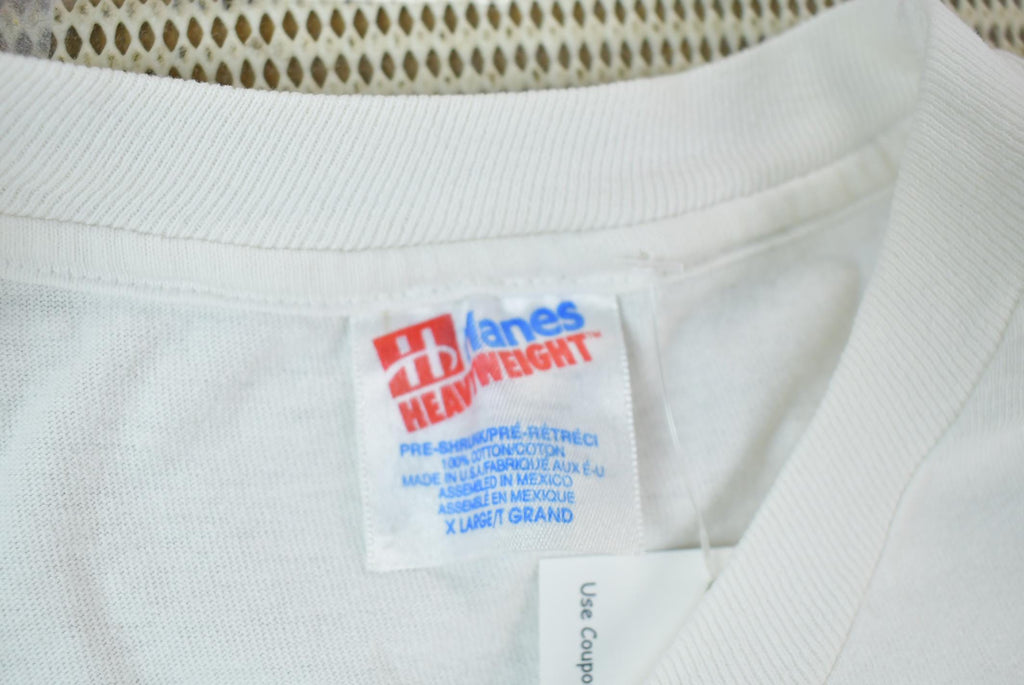 Hanes
HEAVYWEIGHT™
PRE-SHRUNK/PRÉ-RÉTRÉCI
100% COTTON/COTON
MADE IN U.S.A./FABRIQUÉ AUX É-U
ASSEMBLED IN MEXICO
ASSEMBLÉ EN MEXIQUE
X LARGE/T GRAND
Use Coupo